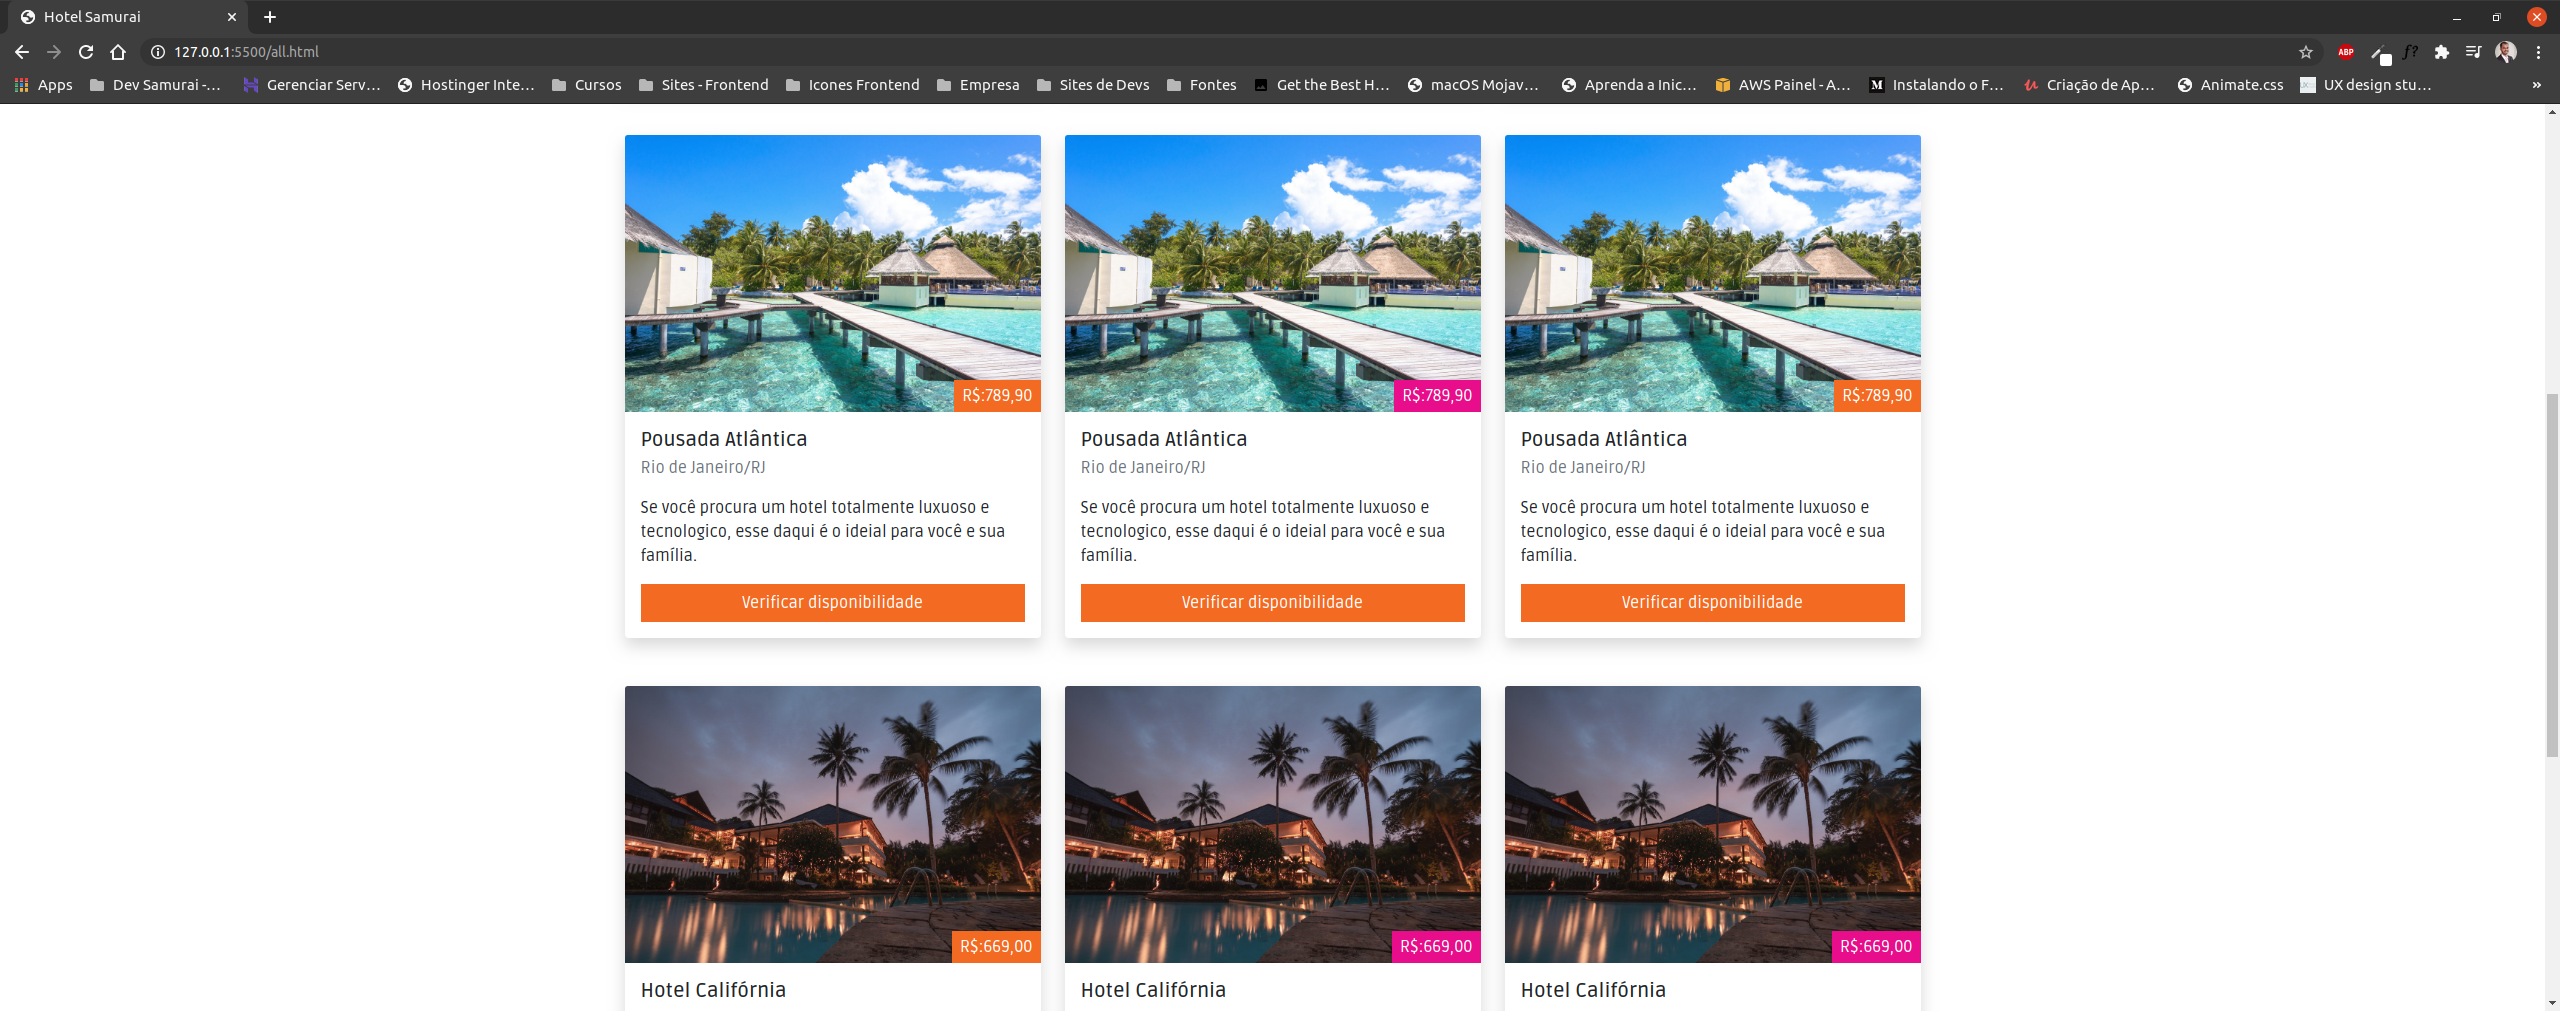 Hotel Samurai
127.0.0.1:5500/all.html
ABP
f?
Apps
Dev Samurai -...
Gerenciar Serv...
Hostinger Inte...
Cursos
Sites - Frontend
Icones Frontend
Empresa
Sites de Devs
Fontes
Get the Best H...
macOS Mojav...
Aprenda a Inic...
AWS Painel - A...
Instalando o F...
Criação de Ap...
Animate.css
UX design stu...
»
R$:789,90
R$:789,90
R$:789,90
Pousada Atlântica
Rio de Janeiro/RJ
Se você procura um hotel totalmente luxuoso e
tecnologico, esse daqui é o ideial para você e sua
família.
Verificar disponibilidade
Pousada Atlântica
Rio de Janeiro/RJ
Se você procura um hotel totalmente luxuoso e
tecnologico, esse daqui é o ideial para você e sua
família.
Verificar disponibilidade
Pousada Atlântica
Rio de Janeiro/RJ
Se você procura um hotel totalmente luxuoso e
tecnologico, esse daqui é o ideial para você e sua
família.
Verificar disponibilidade
R$:669,00
R$:669,00
R$:669,00
Hotel Califórnia
Hotel Califórnia
Hotel Califórnia